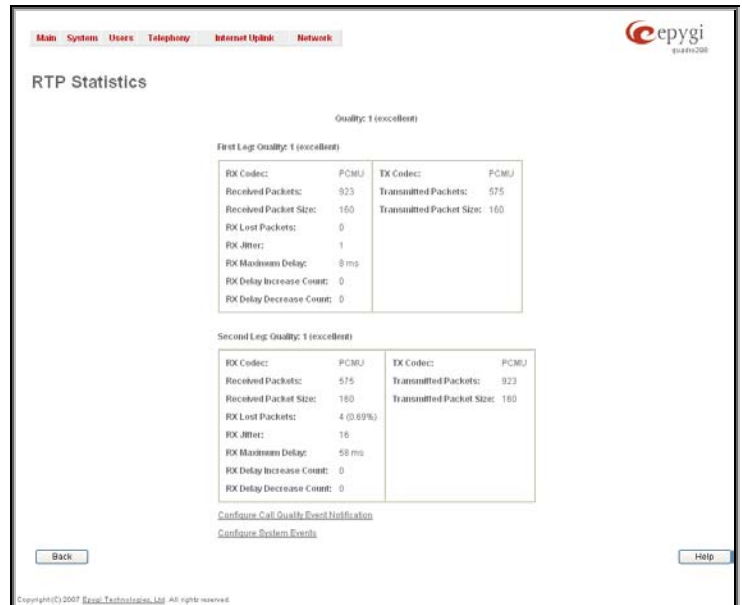 Main System Users Telephony Internet Uplink Network
epygi
quadro2x
RTP Statistics
Quality: 1 (excellent)
First Leg: Quality: 1 (excellent)
RX Codec: PCMU TX Codec: PCMU
Received Packets: 923 Transmitted Packets: 575
Received Packet Size: 160 Transmitted Packet Size: 160
RX Lost Packets: 0
RX Jitter: 1
RX Maximum Delay: 8 ms
RX Delay Increase Count: 0
RX Delay Decrease Count: 0
Second Leg: Quality: 1 (excellent)
RX Codec: PCMU TX Codec: PCMU
Received Packets: 575 Transmitted Packets: 923
Received Packet Size: 160 Transmitted Packet Size: 160
RX Lost Packets: 4 (0.69%)
RX Jitter: 16
RX Maximum Delay: 58 ms
RX Delay Increase Count: 0
RX Delay Decrease Count: 0
Configure Call Quality Event Notification
Configure System Events
Back Help
Copyright (C) 2007 Epygi Technologies, Ltd. All rights reserved.